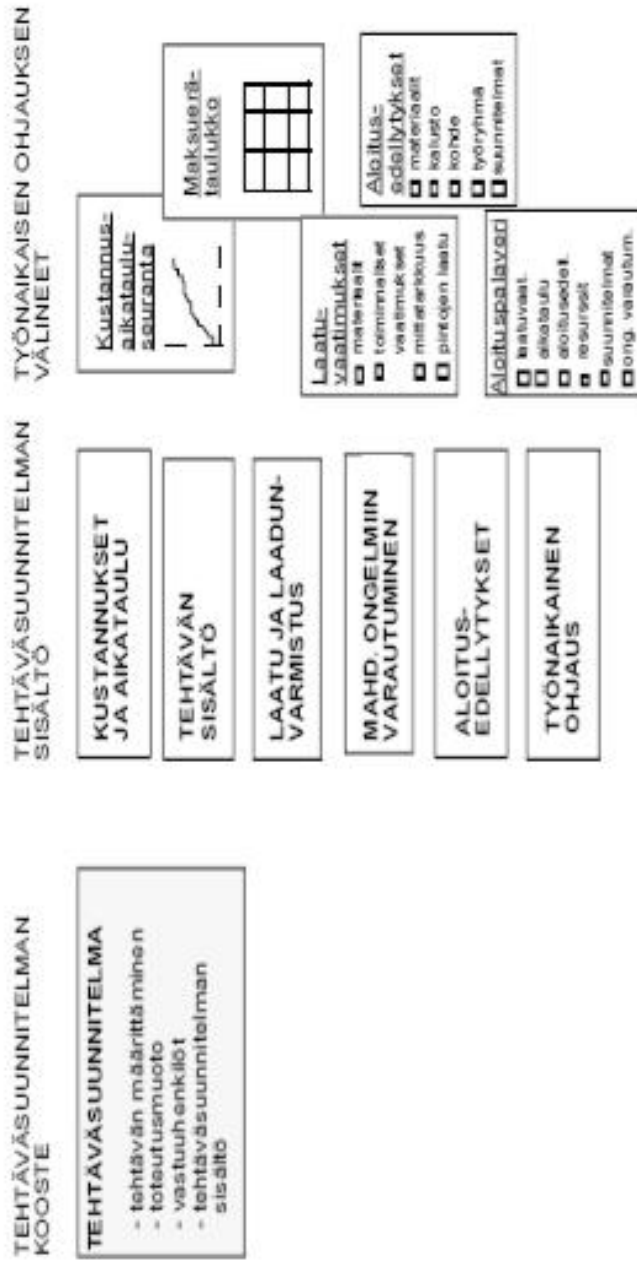 TEHTÄVÄSUUNNITELMAN
KOOSTE
TEHTÄVÄSUUNNITELMA
- tehtävän määrittäminen
- toteutusmuoto
- vastuuhenkilöt
- tehtäväsuunnitelman
sisältö
TEHTÄVÄSUUNNITELMAN
SISÄLTÖ
KUSTANNUKSET
JA AIKATAULU
TEHTÄVÄN
SISÄLTÖ
LAATU JA LAADUN-
VARMISTUS
MAHD. ONGELMIIN
VARAUTUMINEN
ALOITUS-
EDELLYTYKSET
TYÖNAIKAINEN
OHJAUS
TYÖNAIKAISEN OHJAUKSEN
VÄLINEET
Kustannus-
aikataulu-
seuranta
Maksuerä-
taulukko
Laatu-
vaatimukset
materiaalit
toiminnalliset
vaatimukset
mittatarkkuus
pintojen laatu
Aloitus-
edellytykset
materiaalit
kalusto
kohde
työryhmä
suunnitelmat
Aloituspalaveri
laatuvaat.
aikataulu
aloitusedell.
resurssit
suunnitelmat
ong. varautum.